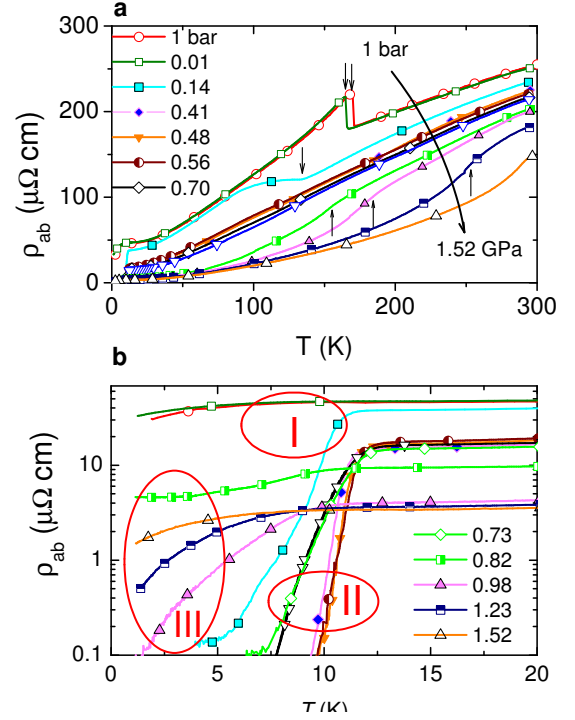 a
1 bar
0.01
0.14
0.41
0.48
0.56
0.70
1 bar
1.52 GPa
300
200
100
0
ρab (µΩ cm)
0 100 200 300
T (K)
b
I
II
III
10
1
0.1
ρab (µΩ cm)
0.73
0.82
0.98
1.23
1.52
0 5 10 15 20
T (K)